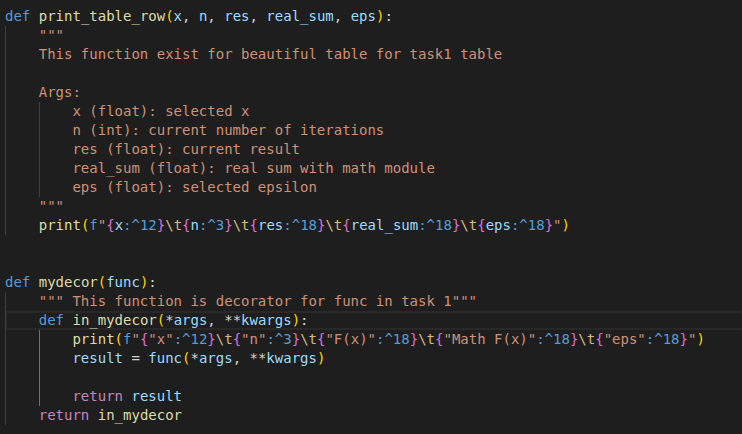 def print_table_row(x, n, res, real_sum, eps):
    """
    This function exist for beautiful table for task1 table

    Args:
        x (float): selected x
        n (int): current number of iterations
        res (float): current result
        real_sum (float): real sum with math module
        eps (float): selected epsilon
    """
    print(f"{x:^12}\t{n:^3}\t{res:^18}\t{real_sum:^18}\t{eps:^18}")


def mydecor(func):
    """ This function is decorator for func in task 1"""
    def in_mydecor(*args, **kwargs):
        print(f"{"x":^12}\t{"n":^3}\t{"F(x)":^18}\t{"Math F(x)":^18}\t{"eps":^18}")
        result = func(*args, **kwargs)

        return result
    return in_mydecor